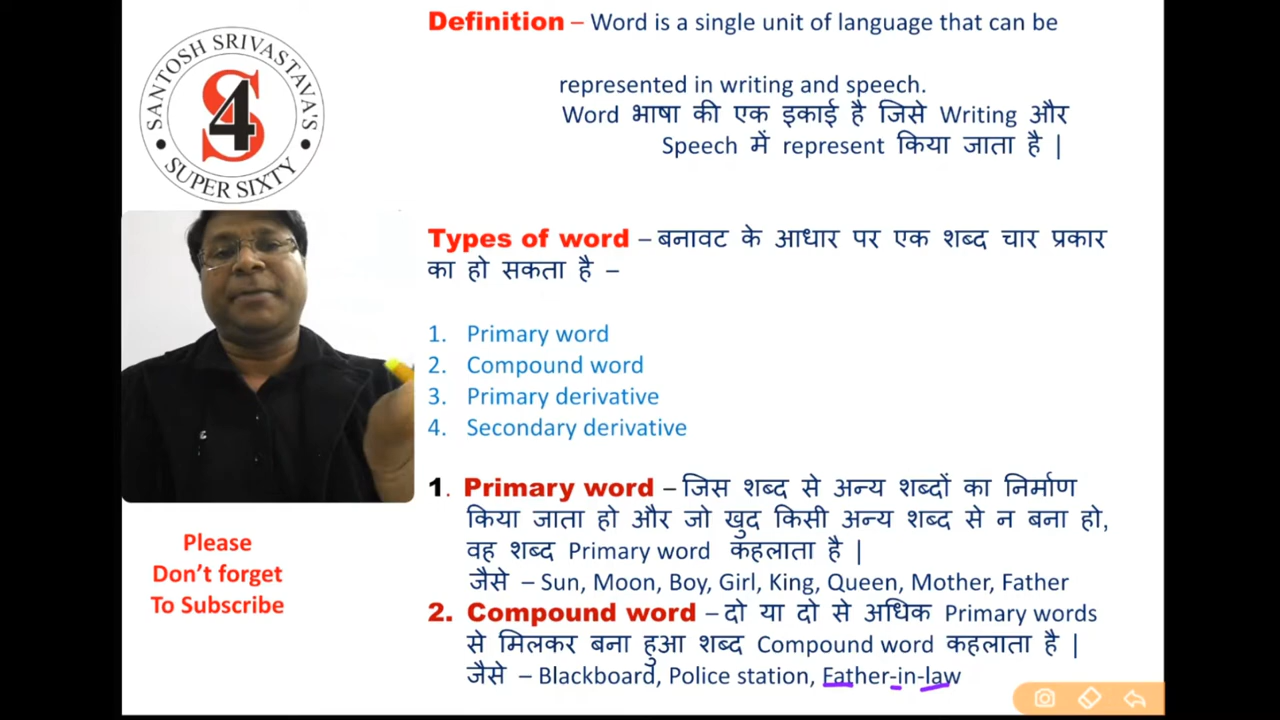 SANTOSH SRIVASTAVA'S
S4
SUPER SIXTY
Definition – Word is a single unit of language that can be
represented in writing and speech.
Word भाषा की एक इकाई है जिसे Writing और
Speech में represent किया जाता है |
Types of word – बनावट के आधार पर एक शब्द चार प्रकार
का हो सकता है –
1. Primary word
2. Compound word
3. Primary derivative
4. Secondary derivative
1. Primary word – जिस शब्द से अन्य शब्दों का निर्माण
किया जाता हो और जो खुद किसी अन्य शब्द से न बना हो,
वह शब्द Primary word कहलाता है |
जैसे – Sun, Moon, Boy, Girl, King, Queen, Mother, Father
2. Compound word – दो या दो से अधिक Primary words
से मिलकर बना हुआ शब्द Compound word कहलाता है |
जैसे – Blackboard, Police station, Father-in-law
Please
Don't forget
To Subscribe